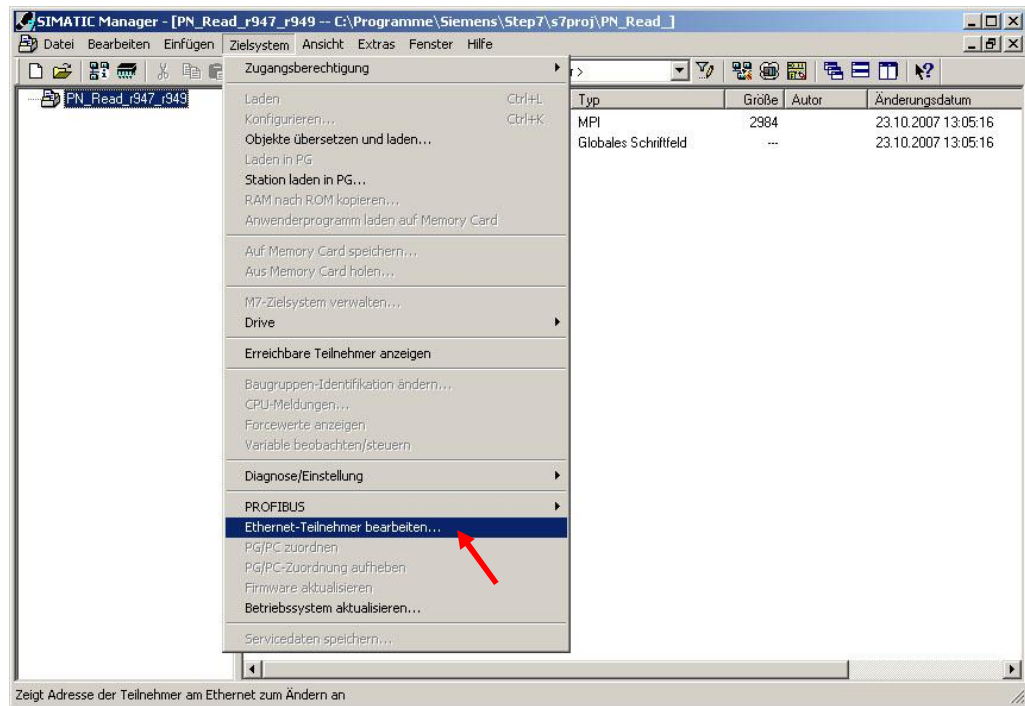 SIMATIC Manager - [PN_Read_r947_r949 -- C:\Programme\Siemens\Step7\s7proj\PN_Read_]
Datei Bearbeiten Einfügen Zielsystem Ansicht Extras Fenster Hilfe
Zugangsberechtigung
PN_Read_r947_r949
Typ Größe Autor Änderungsdatum
MPI 2984 23.10.2007 13:05:16
Globales Schriftfeld --- 23.10.2007 13:05:16
Laden Ctrl+L
Konfigurieren... Ctrl+K
Objekte übersetzen und laden...
Laden in PG
Station laden in PG...
RAM nach ROM kopieren...
Anwenderprogramm laden auf Memory Card
Auf Memory Card speichern...
Aus Memory Card holen...
M7-Zielsystem verwalten...
Drive
Erreichbare Teilnehmer anzeigen
Baugruppen-Identifikation ändern...
CPU-Meldungen...
Forcewerte anzeigen
Variable beobachten/steuern
Diagnose/Einstellung
PROFIBUS
Ethernet-Teilnehmer bearbeiten...
PG/PC zuordnen
PG/PC-Zuordnung aufheben
Firmware aktualisieren
Betriebssystem aktualisieren...
Servicedaten speichern...
Zeigt Adresse der Teilnehmer am Ethernet zum Ändern an